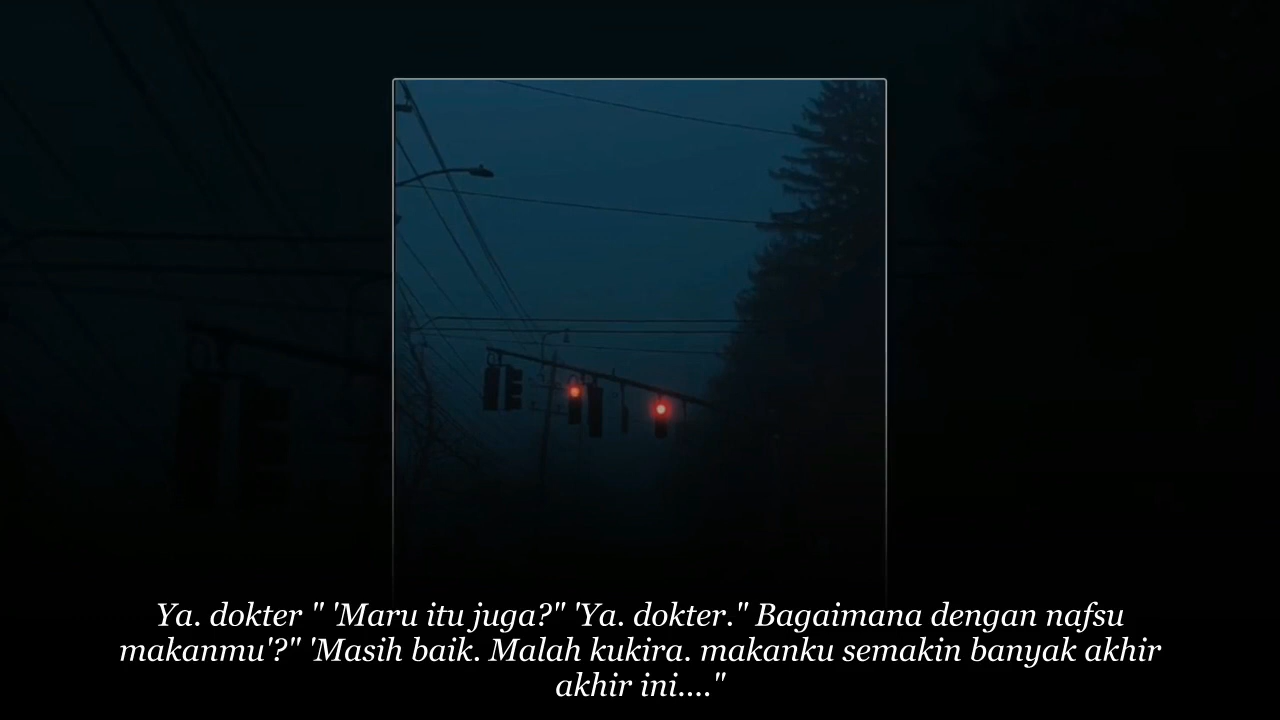 Ya. dokter " 'Maru itu juga?" 'Ya. dokter." Bagaimana dengan nafsu
makanmu'?" 'Masih baik. Malah kukira. makanku semakin banyak akhir
akhir ini...."